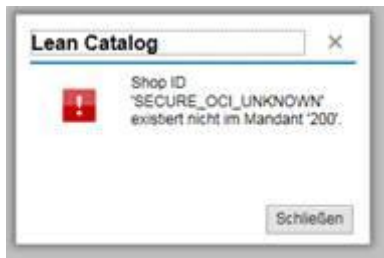 Lean Catalog
Shop ID
'SECURE_OCI_UNKNOWN'
existiert nicht im Mandant '200'.
Schließen